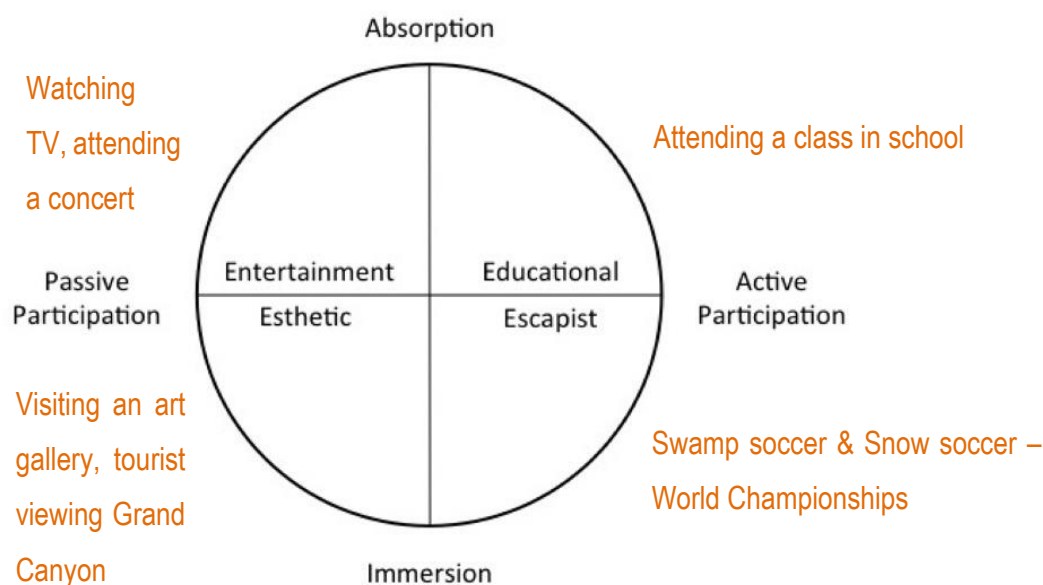 Absorption
Watching
TV, attending
a concert
Attending a class in school
Entertainment
Educational
Passive
Participation
Active
Participation
Esthetic
Escapist
Visiting an art
gallery, tourist
viewing Grand
Canyon
Swamp soccer & Snow soccer –
World Championships
Immersion